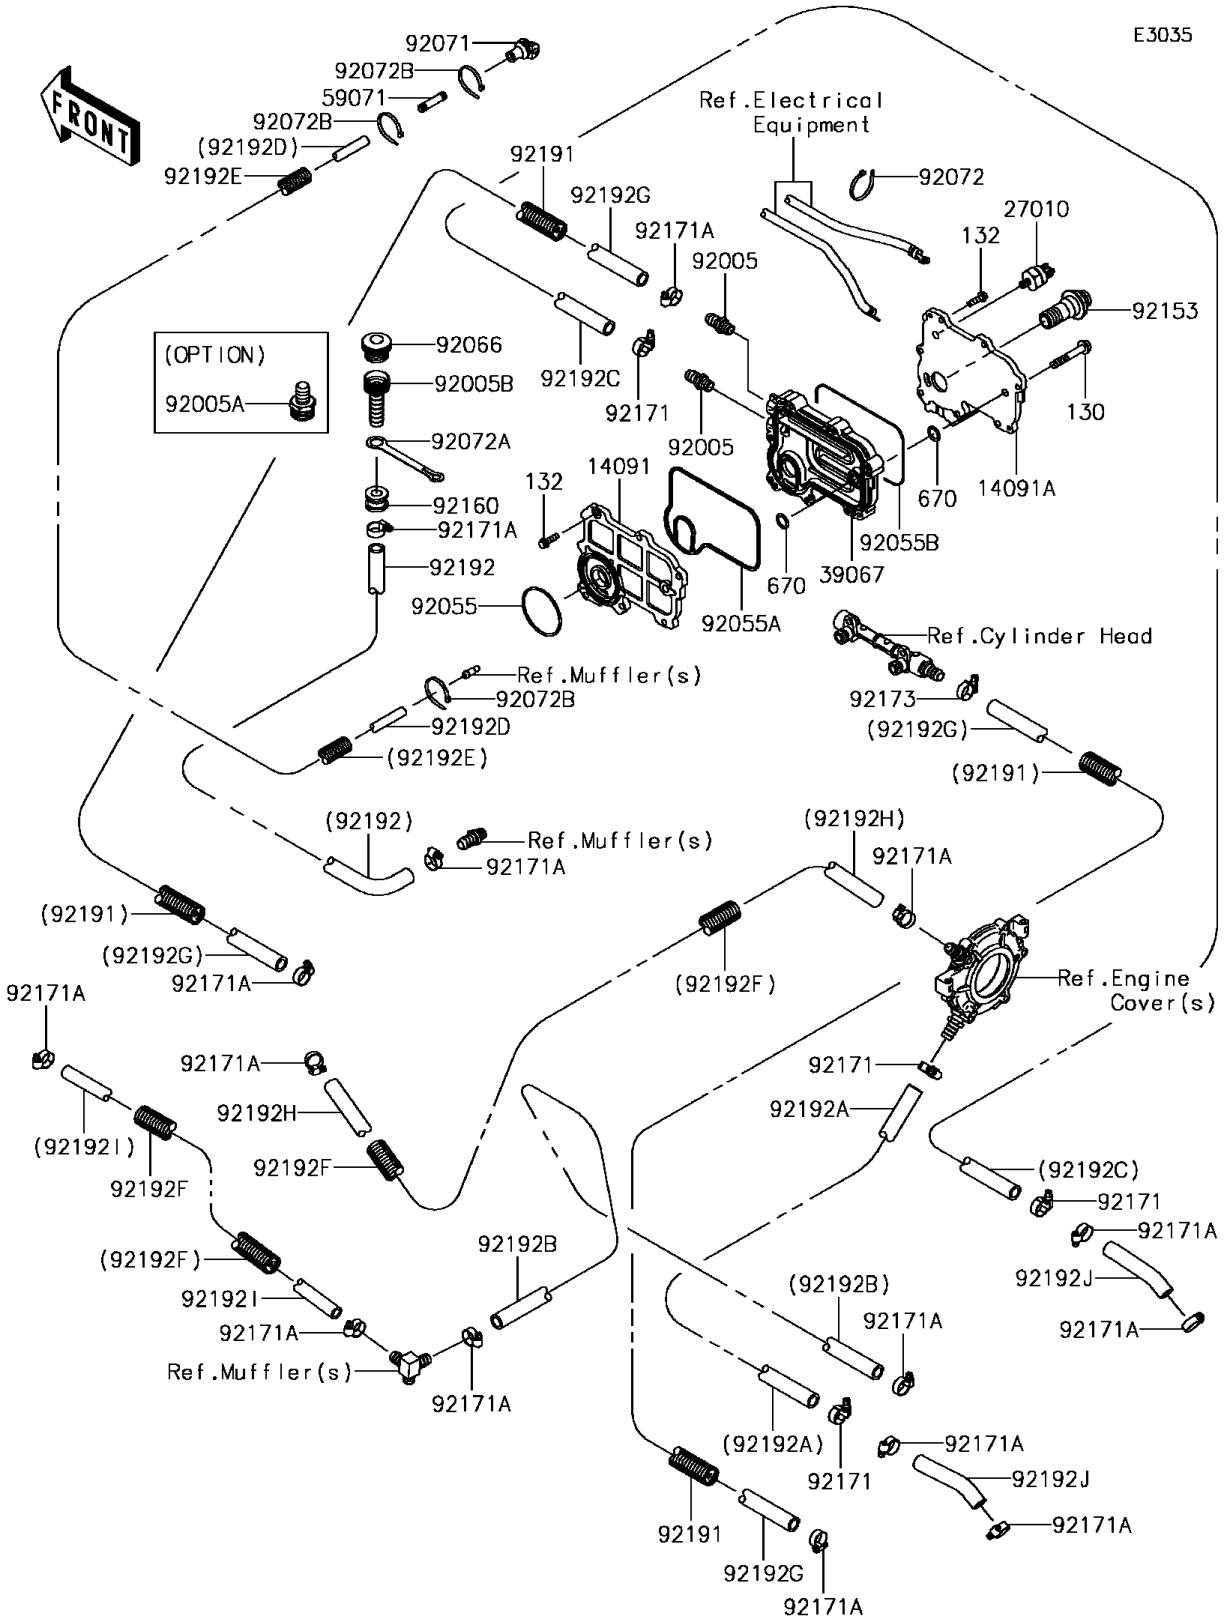 E3035
92071
92072B
59071
92072B
(92192D)
92192E
FRONT
Ref.Electrical
Equipment
92191
92192G
92072
92171A
27010
132
92005
92153
(OPTION)
92005A
92066
92005B
92192C
92171
92005
130
92072A
14091
132
670
14091A
92160
92171A
92055B
92192
670
39067
92055
92055A
Ref.Cylinder Head
Ref.Muffler(s)
92072B
92173
92192D
(92192G)
(92192E)
(92191)
(92192)
(92192H)
Ref.Muffler(s)
92171A
92171A
(92191)
(92192G)
92171A
(92192F)
Ref.Engine
Cover(s)
92171A
92171A
92171
92192H
92192A
(92192I)
92192F
92192F
(92192C)
92171
92171A
(92192F)
92192B
92192I
(92192B)
92192J
92171A
92171A
92171A
Ref.Muffler(s)
92171A
(92192A)
92171
92171A
92192J
92171A
92191
92192G
92171A